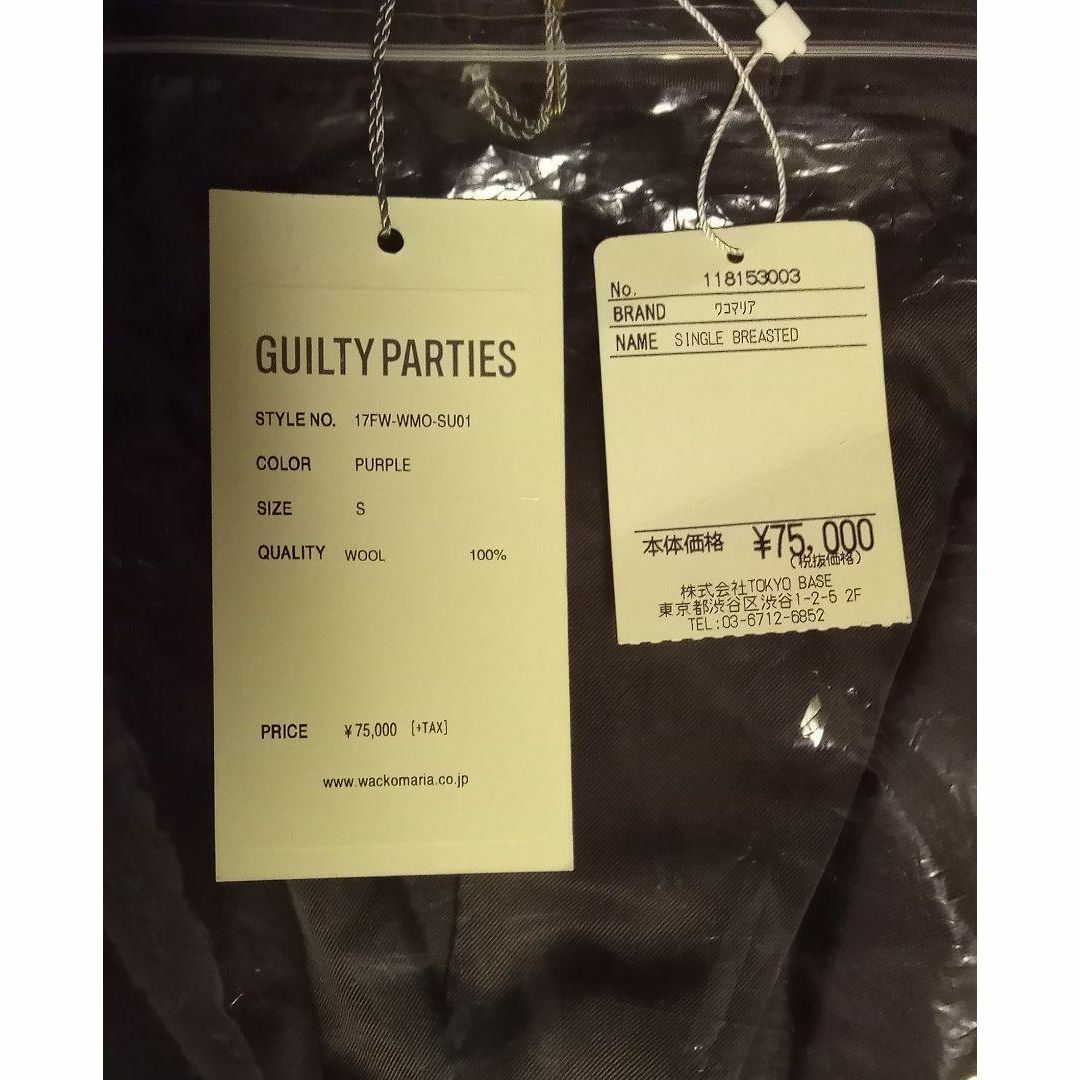 GUILTY PARTIES
STYLE NO. 17FW-WMO-SU01
COLOR PURPLE
SIZE S
QUALITY WOOL 100%
PRICE ¥75,000 [+TAX]
www.wackomaria.co.jp
No. 118153003
BRAND ワコマリア
NAME SINGLE BREASTED
本体価格 ¥75,000
(税抜価格)
株式会社TOKYO BASE
東京都渋谷区渋谷1-2-5 2F
TEL:03-6712-6852